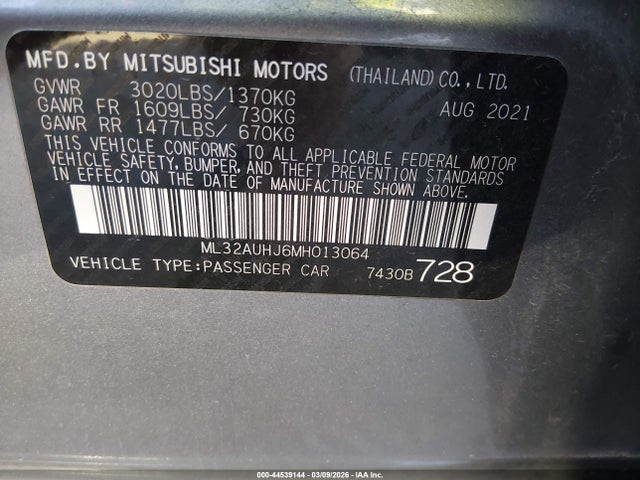 MFD.BY MITSUBISHI MOTORS (THAILAND)CO.,LTD.
GVWR 3020LBS/1370KG AUG 2021
GAWR FR 1609LBS/ 730KG
GAWR RR 1477LBS/ 670KG
THIS VEHICLE CONFORMS TO ALL APPLICABLE FEDERAL MOTOR
VEHICLE SAFETY, BUMPER, AND THEFT PREVENTION STANDARDS
IN EFFECT ON THE DATE OF MANUFACTURE SHOWN ABOVE.
ML32AUHJ6MH013064
VEHICLE TYPE:PASSENGER CAR 7430B 728
000-44539144 - 03/09/2026 - IAA Inc.